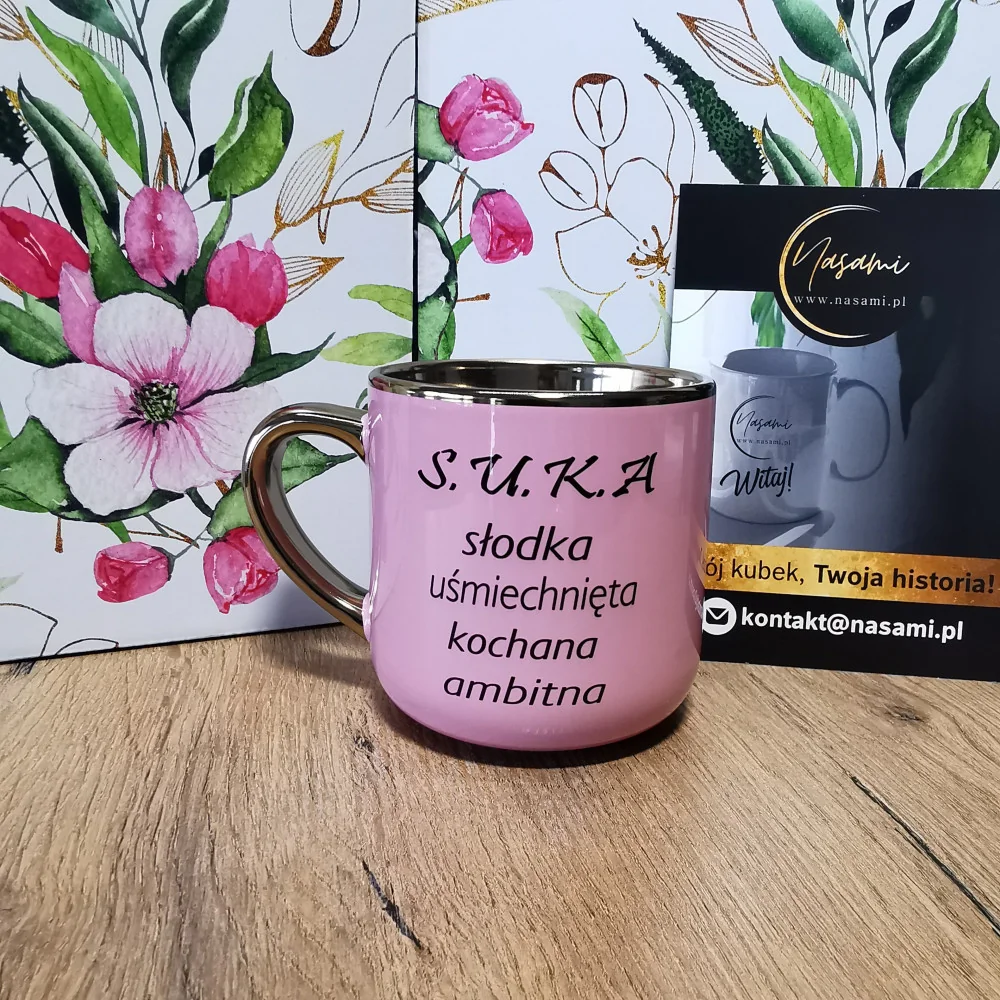 S.U.K.A
słodka
uśmiechnięta
kochana
ambitna
Nasami
www.nasami.pl
Nasami
www.nasami.pl
Witaj!
kubek, Twoja historia!
kontakt@nasami.pl